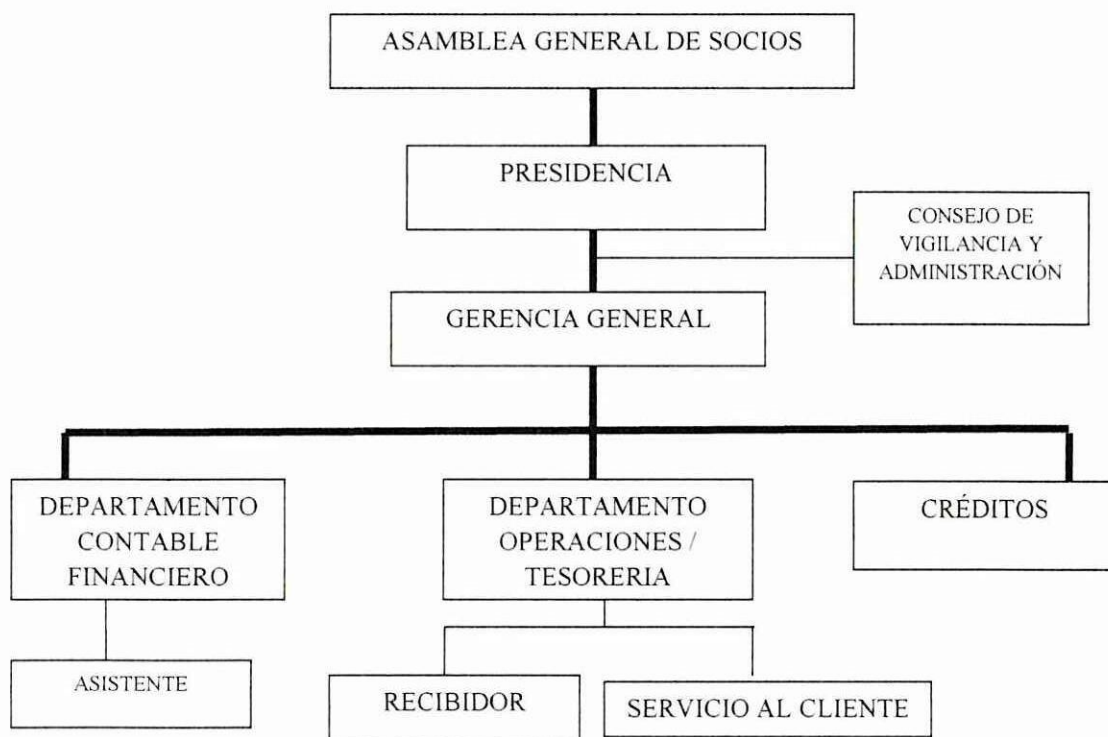 ASAMBLEA GENERAL DE SOCIOS
PRESIDENCIA
CONSEJO DE
VIGILANCIA Y
ADMINISTRACIÓN
GERENCIA GENERAL
DEPARTAMENTO
CONTABLE
FINANCIERO
DEPARTAMENTO
OPERACIONES /
TESORERIA
CRÉDITOS
ASISTENTE
RECIBIDOR
SERVICIO AL CLIENTE